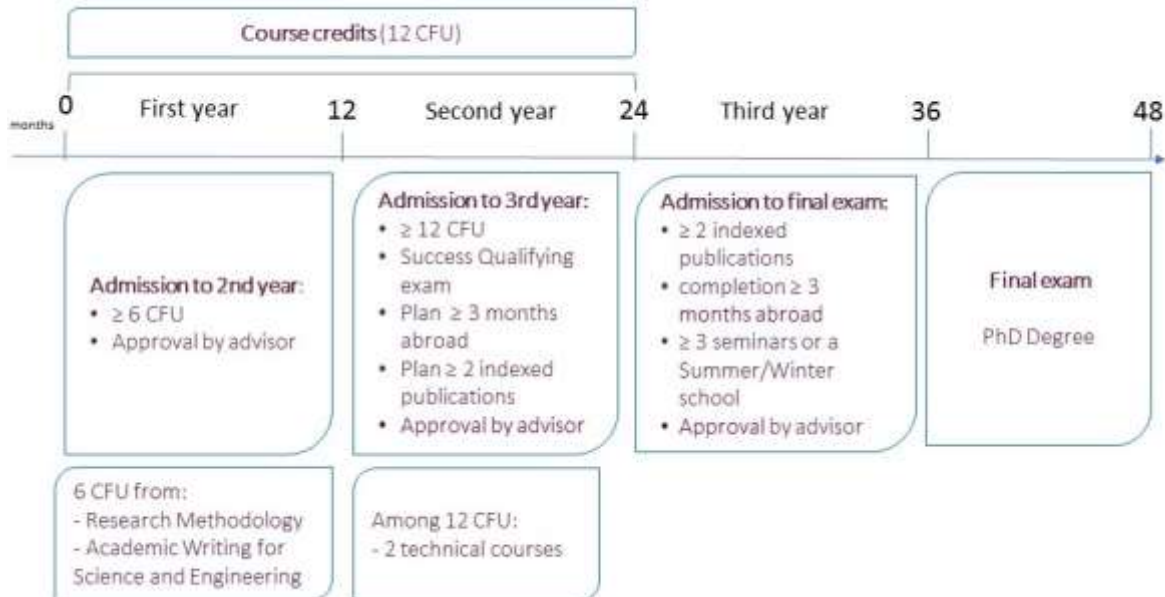 Course credits (12 CFU)
0 First year 12 Second year 24 Third year 36 48
months
Admission to 2nd year:
• ≥ 6 CFU
• Approval by advisor
Admission to 3rd year:
• ≥ 12 CFU
• Success Qualifying
exam
• Plan ≥ 3 months
abroad
• Plan ≥ 2 indexed
publications
• Approval by advisor
Admission to final exam:
• ≥ 2 indexed
publications
• completion ≥ 3
months abroad
• ≥ 3 seminars or a
Summer/Winter
school
• Approval by advisor
Final exam
PhD Degree
6 CFU from:
- Research Methodology
- Academic Writing for
Science and Engineering
Among 12 CFU:
- 2 technical courses